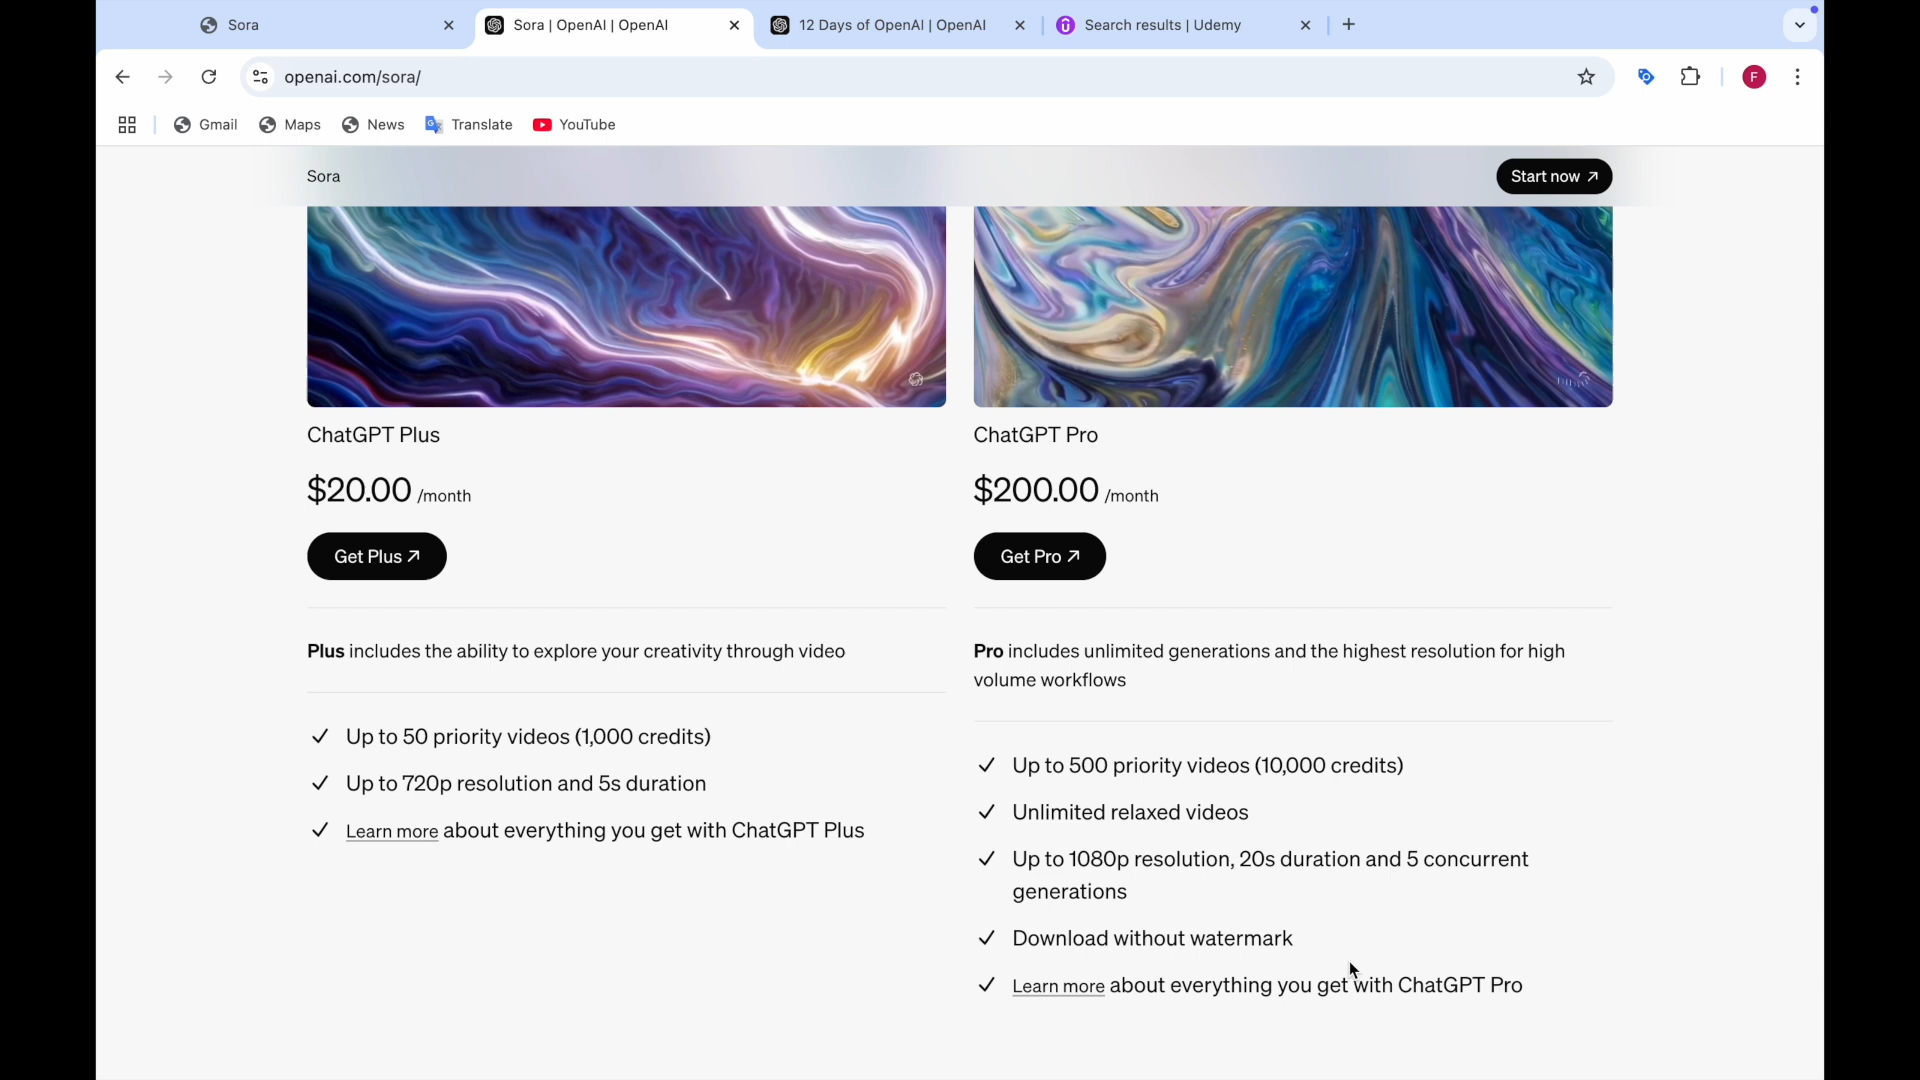 Sora
Sora | OpenAI | OpenAI
12 Days of OpenAI | OpenAI
Search results | Udemy
openai.com/sora/
F
Gmail
Maps
News
Translate
YouTube
Sora
Start now ↗
ChatGPT Plus
$20.00 /month
Get Plus ↗
Plus includes the ability to explore your creativity through video
Up to 50 priority videos (1,000 credits)
Up to 720p resolution and 5s duration
Learn more about everything you get with ChatGPT Plus
ChatGPT Pro
$200.00 /month
Get Pro ↗
Pro includes unlimited generations and the highest resolution for high
volume workflows
Up to 500 priority videos (10,000 credits)
Unlimited relaxed videos
Up to 1080p resolution, 20s duration and 5 concurrent
generations
Download without watermark
Learn more about everything you get with ChatGPT Pro